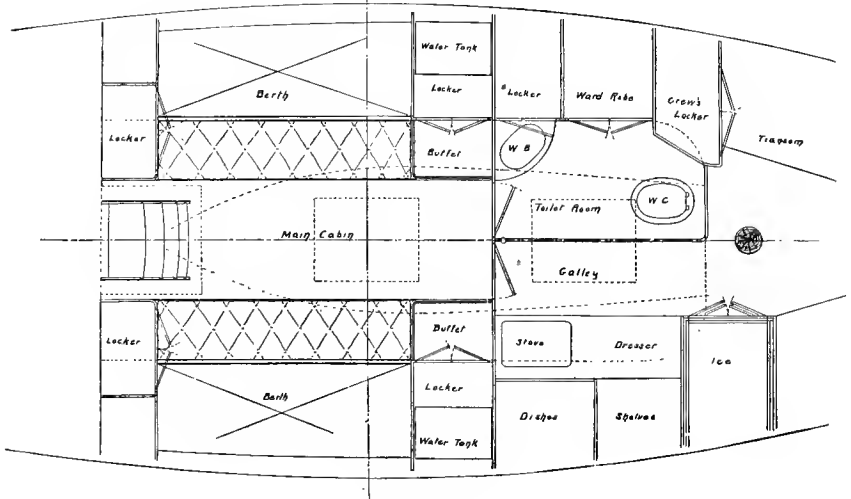 Water Tank
Berth
Locker
Locker
Ward Robe
Crew's
Locker
Locker
Transom
Buffet
W B
W C
Toilet Room
Main Cabin
Galley
Buffet
Stove
Dresser
Ice
Locker
Locker
Berth
Dishes
Shelves
Water Tank